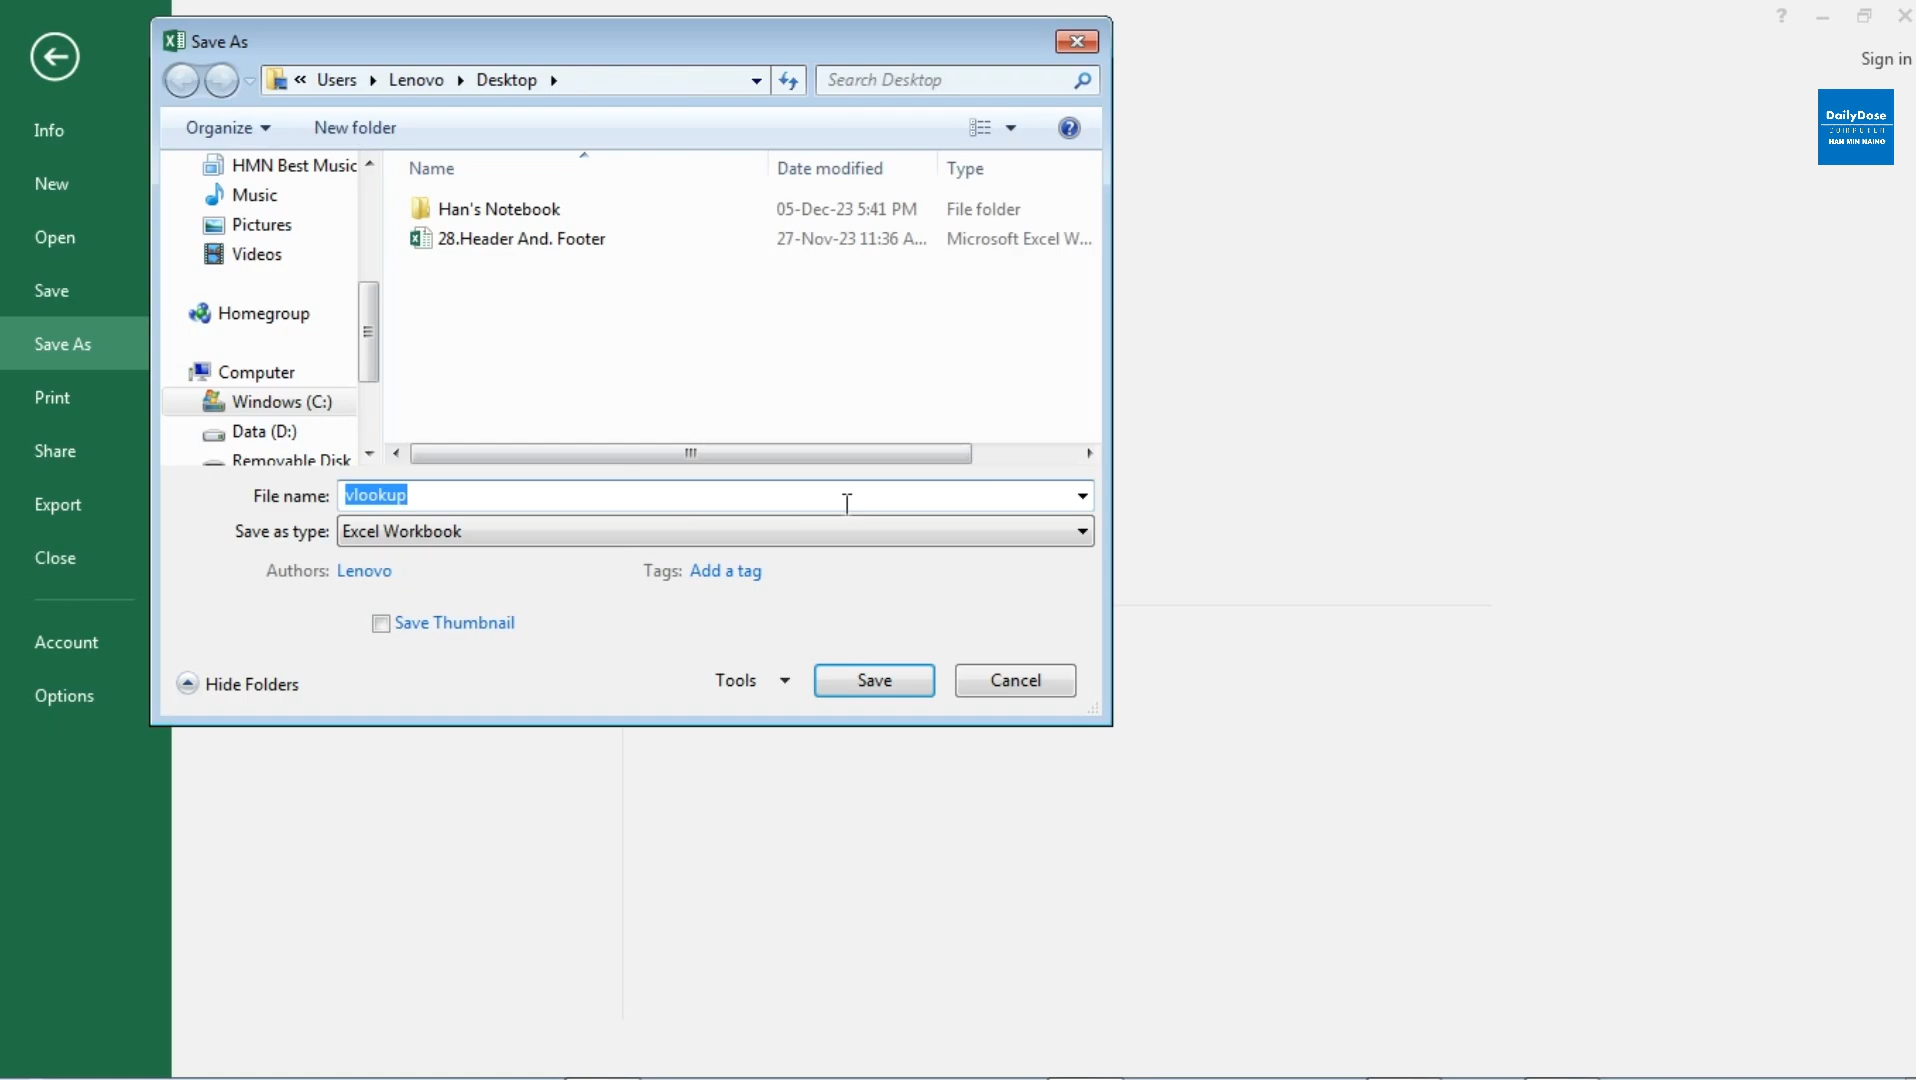 Save As
« Users Lenovo Desktop
Search Desktop
Organize
New folder
HMN Best Music
Music
Pictures
Videos
Homegroup
Computer
Windows (C:)
Data (D:)
Removable Disk
Name Date modified Type
Han's Notebook 05-Dec-23 5:41 PM File folder
28.Header And. Footer 27-Nov-23 11:36 A... Microsoft Excel W...
File name: vlookup
Save as type: Excel Workbook
Authors: Lenovo
Tags: Add a tag
Save Thumbnail
Hide Folders
Tools
Save
Cancel
Info
New
Open
Save
Save As
Print
Share
Export
Close
Account
Options
?
Sign in
DailyDose
COMPUTER
HAN MIN NAING